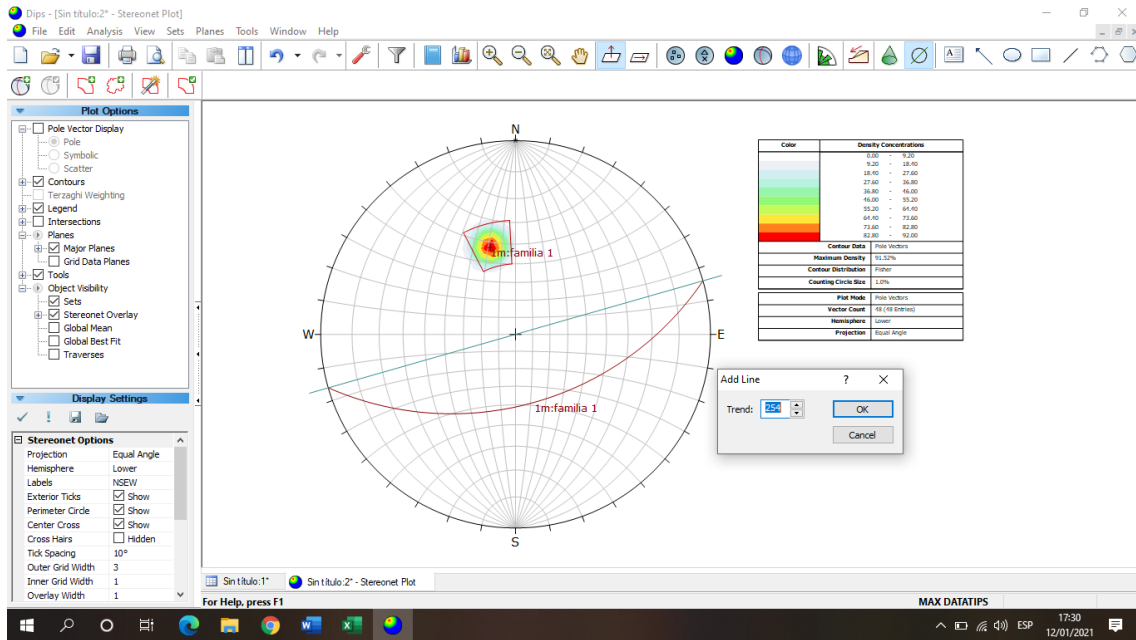 Dips - [Sin título:2* - Stereonet Plot]
File Edit Analysis View Sets Planes Tools Window Help
Plot Options
Pole Vector Display
Pole
Symbolic
Scatter
Contours
Terzaghi Weighting
Legend
Intersections
Planes
Major Planes
Grid Data Planes
Tools
Object Visibility
Sets
Stereonet Overlay
Global Mean
Global Best Fit
Traverses
Display Settings
Stereonet Options
Projection Equal Angle
Hemisphere Lower
Labels NSEW
Exterior Ticks Show
Perimeter Circle Show
Center Cross Show
Cross Hairs Hidden
Tick Spacing 10°
Outer Grid Width 3
Inner Grid Width 1
Overlay Width 1
N
1m:familia 1
W
E
1m:familia 1
S
Color Density Concentrations
0.00 - 9.20
9.20 - 18.40
18.40 - 27.60
27.60 - 36.80
36.80 - 46.00
46.00 - 55.20
55.20 - 64.40
64.40 - 73.60
73.60 - 82.80
82.80 - 92.00
Contour Data Pole Vectors
Maximum Density 91.52%
Contour Distribution Fisher
Counting Circle Size 1.0%
Plot Mode Pole Vectors
Vector Count 48 (48 Entries)
Hemisphere Lower
Projection Equal Angle
Add Line ? X
Trend: 254 OK
Cancel
Sin título:1* Sin título:2* - Stereonet Plot
For Help, press F1 MAX DATATIPS
ESP 17:30
12/01/2021